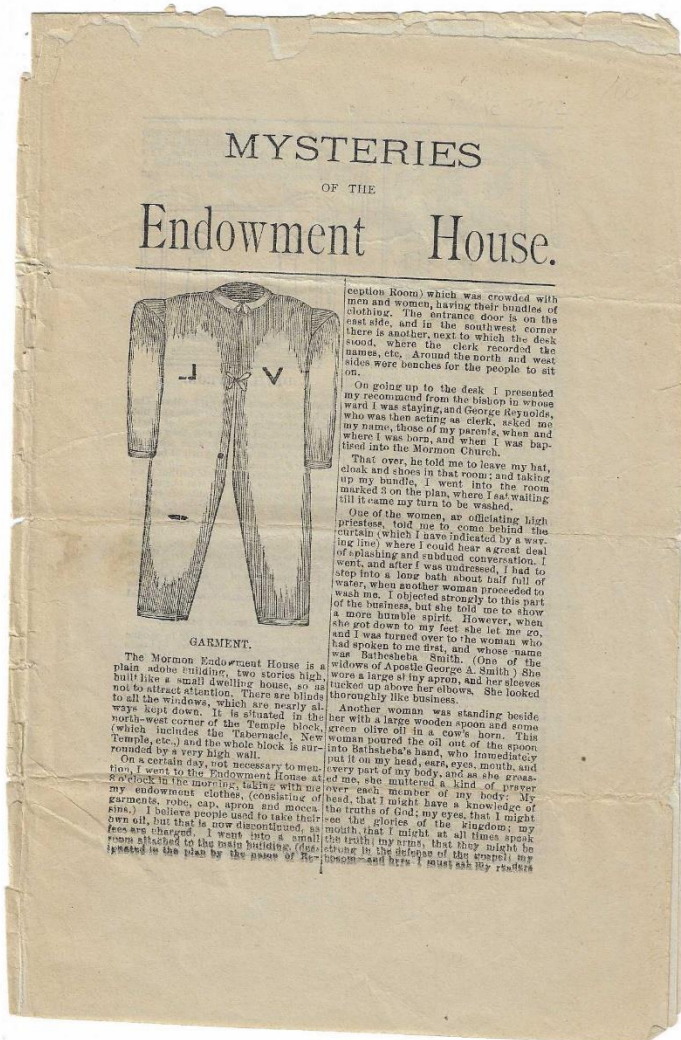 MYSTERIES
OF THE
Endowment House.
GARMENT.
The Mormon Endowment House is a
plain adobe building, two stories high,
built like a small dwelling house, so as
not to attract attention. There are blinds
to all the windows, which are nearly al-
ways kept down. It is situated in the
north-west corner of the Temple block,
(which includes the Tabernacle, New
Temple, etc.,) and the whole block is sur-
rounded by a very high wall.
On a certain day, not necessary to men-
tion, I went to the Endowment House at
8 o'clock in the morning, taking with me
my endowment clothes, (consisting of
garments, robe, cap, apron and mocca-
sins.) I believe people used to take their
own oil, but that is now discontinued, as
fees are charged. I went into a small
room attached to the main building, (des-
ignated in the plan by the name of Re-
ception Room) which was crowded with
men and women, having their bundles of
clothing. The entrance door is on the
east side, and in the southwest corner
there is another, next to which the desk
stood, where the clerk recorded the
names, etc. Around the north and west
sides were benches for the people to sit
on.
On going up to the desk I presented
my recommend from the bishop in whose
ward I was staying, and George Reynolds,
who was then acting as clerk, asked me
my name, those of my parents, when and
where I was born, and when I was bap-
tised into the Mormon Church.
That over, he told me to leave my hat,
cloak and shoes in that room; and taking
up my bundle, I went into the room
marked 3 on the plan, where I sat waiting
till it came my turn to be washed.
One of the women, an officiating high
priestess, told me to come behind the
curtain (which I have indicated by a wav-
ing line) where I could hear a great deal
of splashing and subdued conversation. I
went, and after I was undressed, I had to
step into a long bath about half full of
water, when another woman proceeded to
wash me. I objected strongly to this part
of the business, but she told me to show
a more humble spirit. However, when
she got down to my feet she let me go,
and I was turned over to the woman who
had spoken to me first, and whose name
was Bathesheba Smith. (One of the
widows of Apostle George A. Smith.) She
wore a large shiny apron, and her sleeves
tucked up above her elbows. She looked
thoroughly like business.
Another woman was standing beside
her with a large wooden spoon and some
green olive oil in a cow's horn. This
woman poured the oil out of the spoon
into Bathsheba's hand, who immediately
put it on my head, ears, eyes, mouth, and
every part of my body, and as she greas-
ed me, she muttered a kind of prayer
over each member of my body: My
head, that I might have a knowledge of
the truths of God; my eyes, that I might
see the glories of the kingdom; my
mouth, that I might at all times speak
the truth; my arms, that they might be
strong in the defense of the gospel; my
bosom—and here I must ask my readers